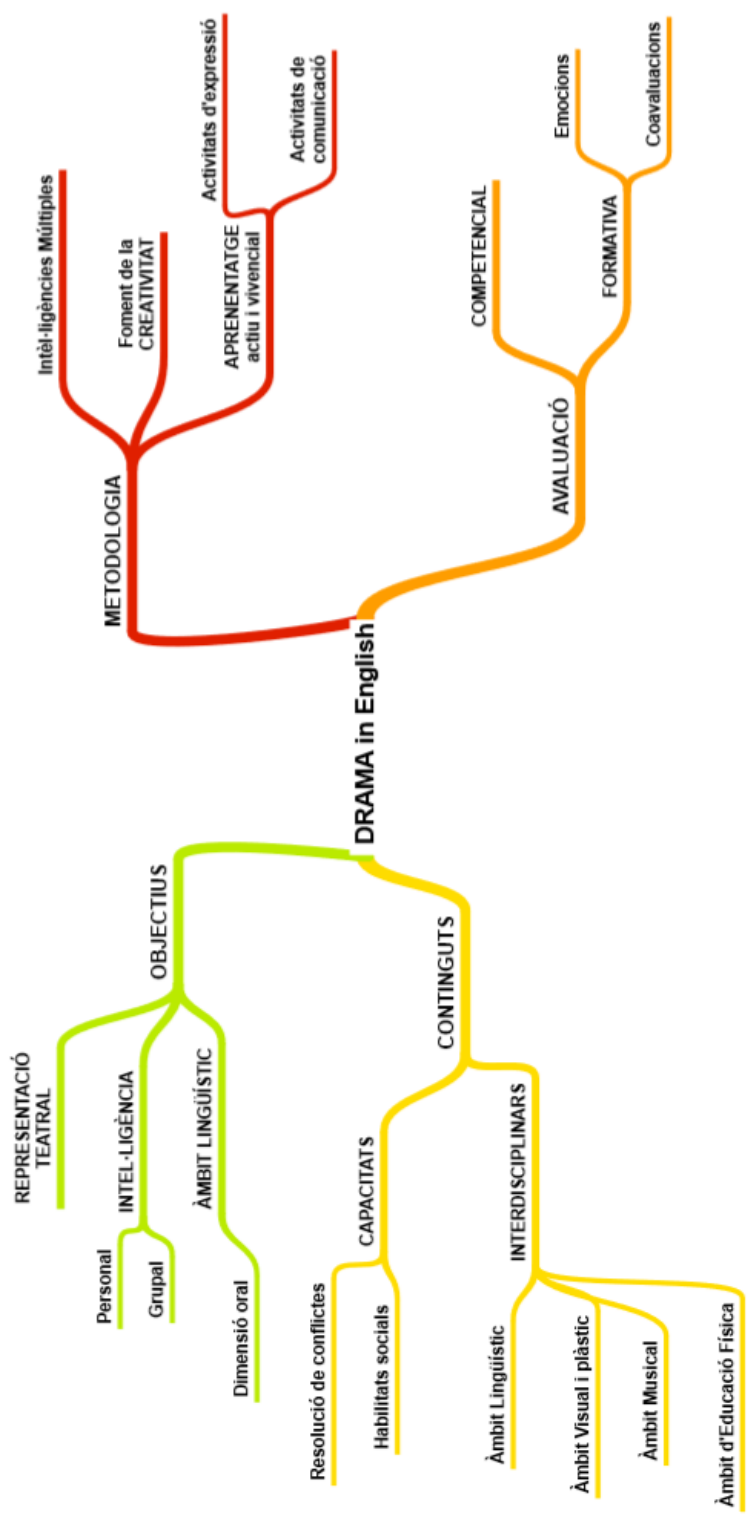 DRAMA in English
OBJECTIUS
REPRESENTACIÓ
TEATRAL
INTEL·LIGÈNCIA
Personal
Grupal
ÀMBIT LINGÜÍSTIC
Dimensió oral
CONTINGUTS
CAPACITATS
Resolució de conflictes
Habilitats socials
INTERDISCIPLINARS
Àmbit Lingüístic
Àmbit Visual i plàstic
Àmbit Musical
Àmbit d'Educació Física
METODOLOGIA
Intèl·ligències Múltiples
Foment de la
CREATIVITAT
APRENENTATGE
actiu i vivencial
Activitats d'expressió
Activitats de
comunicació
AVALUACIÓ
COMPETENCIAL
FORMATIVA
Emocions
Coavaluacions